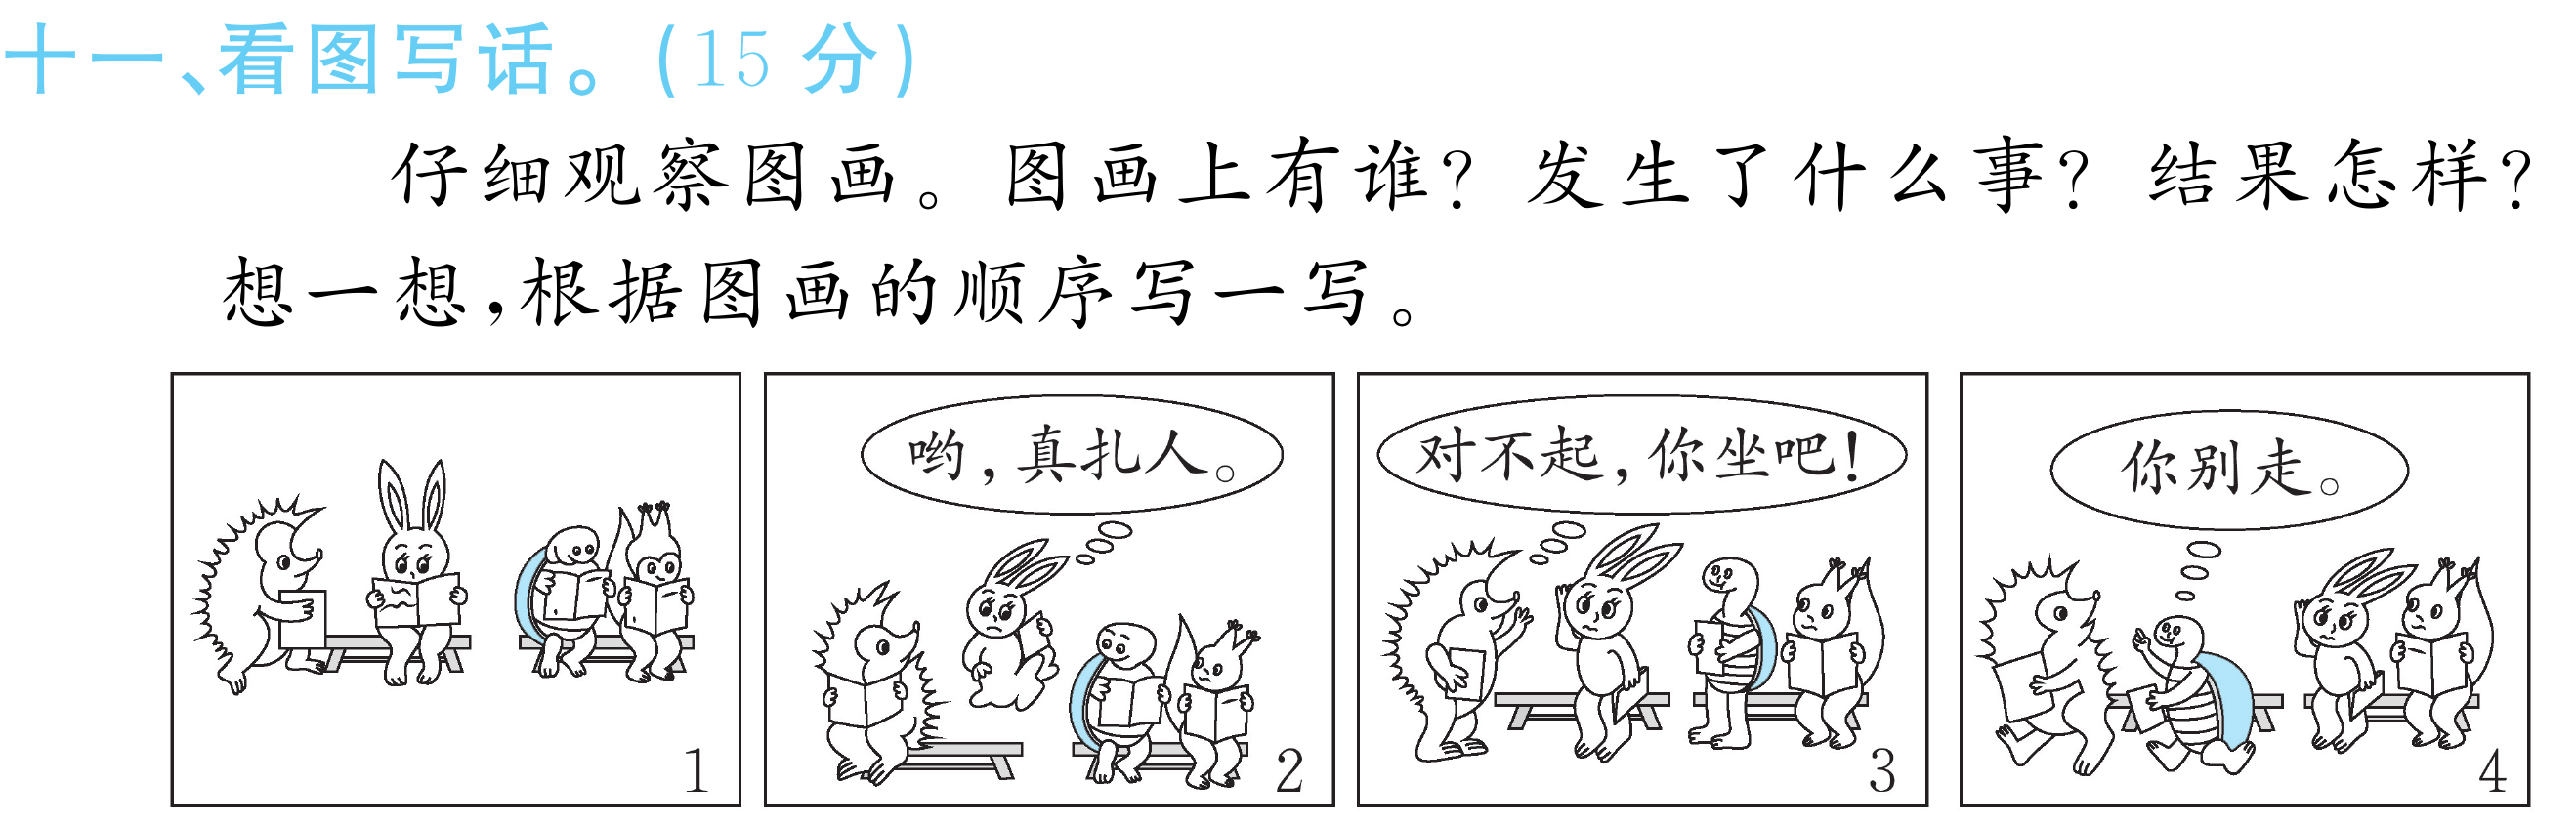 十一、看图写话。(15 分)
仔细观察图画。图画上有谁？发生了什么事？结果怎样？
想一想，根据图画的顺序写一写。
哟，真扎人。
对不起，你坐吧！
你别走。
1
2
3
4